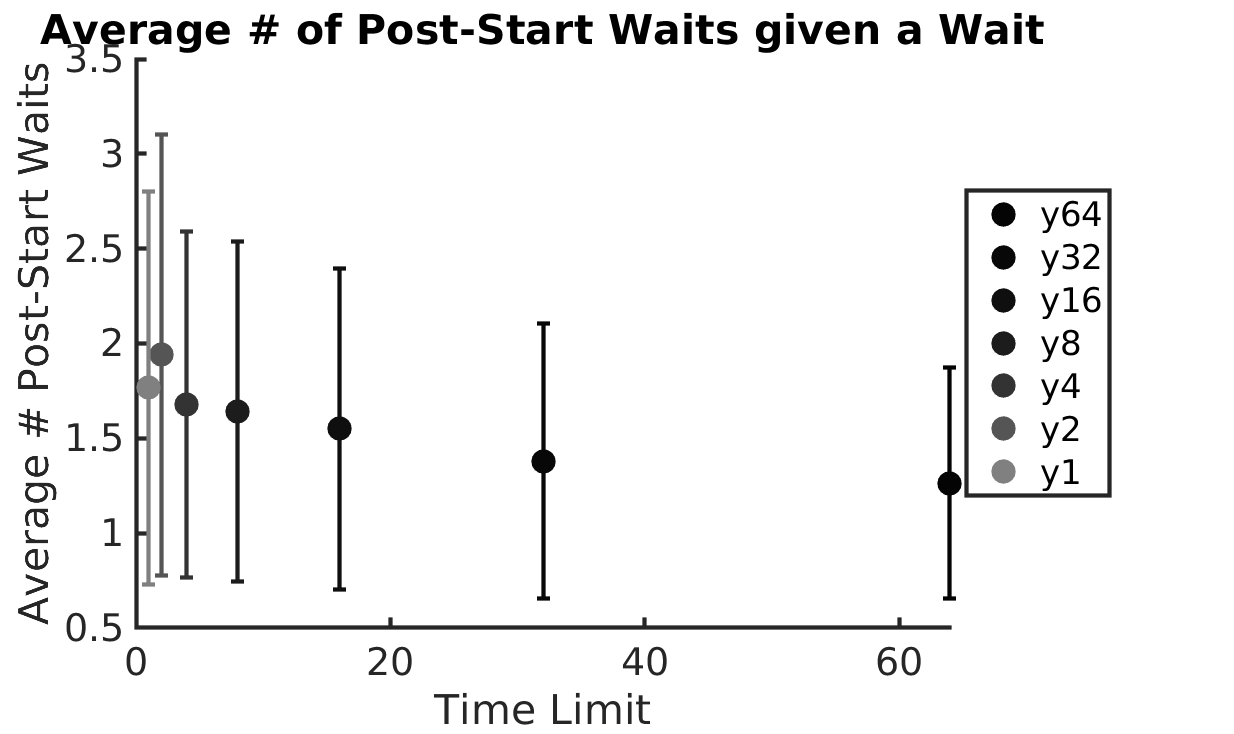 Average # of Post-Start Waits given a Wait
Average # Post-Start Waits
3.5
3
2.5
2
1.5
1
0.5
0
20
40
60
Time Limit
y64
y32
y16
y8
y4
y2
y1